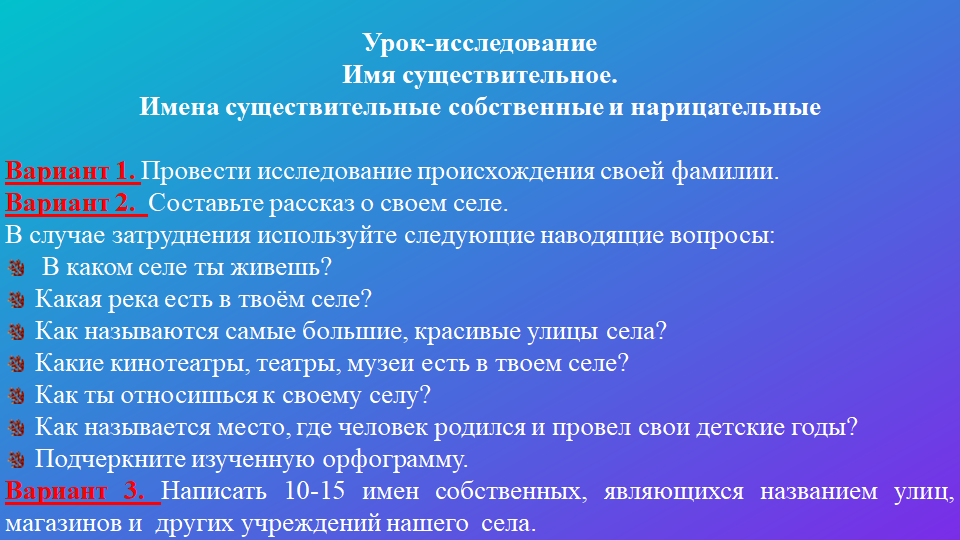 Урок-исследование
Имя существительное.
Имена существительные собственные и нарицательные
Вариант 1. Провести исследование происхождения своей фамилии.
Вариант 2. Составьте рассказ о своем селе.
В случае затруднения используйте следующие наводящие вопросы:
В каком селе ты живешь?
Какая река есть в твоём селе?
Как называются самые большие, красивые улицы села?
Какие кинотеатры, театры, музеи есть в твоем селе?
Как ты относишься к своему селу?
Как называется место, где человек родился и провел свои детские годы?
Подчеркните изученную орфограмму.
Вариант 3. Написать 10-15 имен собственных, являющихся названием улиц,
магазинов и других учреждений нашего села.